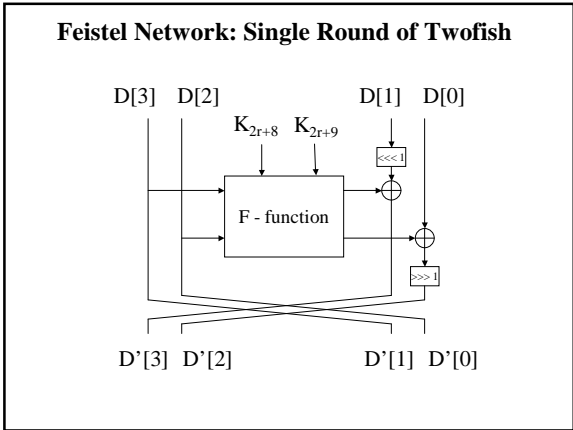 Feistel Network: Single Round of Twofish
D[3] D[2] D[1] D[0]
K2r+8 K2r+9
<<< 1
F - function
>>> 1
D’[3] D’[2] D’[1] D’[0]